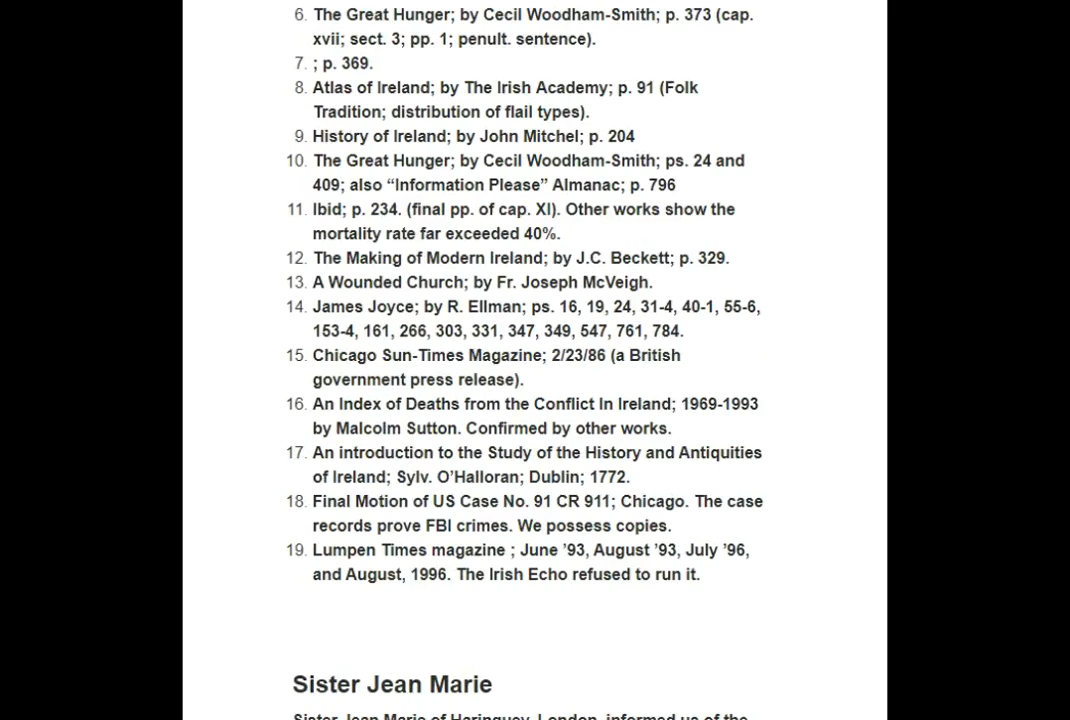 6. The Great Hunger; by Cecil Woodham-Smith; p. 373 (cap.
xvii; sect. 3; pp. 1; penult. sentence).
7. ; p. 369.
8. Atlas of Ireland; by The Irish Academy; p. 91 (Folk
Tradition; distribution of flail types).
9. History of Ireland; by John Mitchel; p. 204
10. The Great Hunger; by Cecil Woodham-Smith; ps. 24 and
409; also “Information Please” Almanac; p. 796
11. Ibid; p. 234. (final pp. of cap. XI). Other works show the
mortality rate far exceeded 40%.
12. The Making of Modern Ireland; by J.C. Beckett; p. 329.
13. A Wounded Church; by Fr. Joseph McVeigh.
14. James Joyce; by R. Ellman; ps. 16, 19, 24, 31-4, 40-1, 55-6,
153-4, 161, 266, 303, 331, 347, 349, 547, 761, 784.
15. Chicago Sun-Times Magazine; 2/23/86 (a British
government press release).
16. An Index of Deaths from the Conflict In Ireland; 1969-1993
by Malcolm Sutton. Confirmed by other works.
17. An introduction to the Study of the History and Antiquities
of Ireland; Sylv. O’Halloran; Dublin; 1772.
18. Final Motion of US Case No. 91 CR 911; Chicago. The case
records prove FBI crimes. We possess copies.
19. Lumpen Times magazine ; June ’93, August ’93, July ’96,
and August, 1996. The Irish Echo refused to run it.
Sister Jean Marie
Sister Jean Marie of Haringuey, London, informed us of the